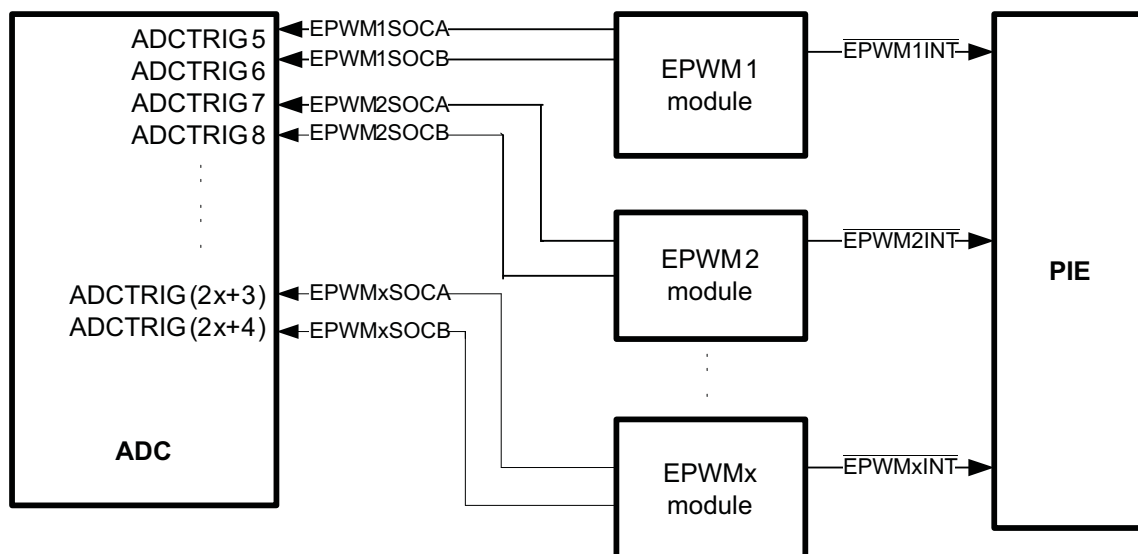 ADCTRIG5
ADCTRIG6
ADCTRIG7
ADCTRIG8
ADCTRIG(2x+3)
ADCTRIG(2x+4)
ADC
EPWM1SOCA
EPWM1SOCB
EPWM2SOCA
EPWM2SOCB
EPWMxSOCA
EPWMxSOCB
EPWM1
module
EPWM2
module
EPWMx
module
EPWM1INT
EPWM2INT
EPWMxINT
PIE